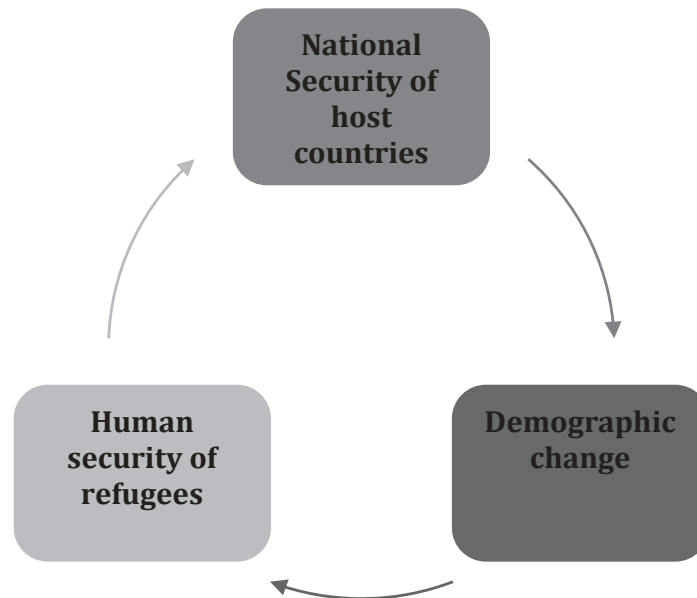 National
Security of
host
countries
Human
security of
refugees
Demographic
change